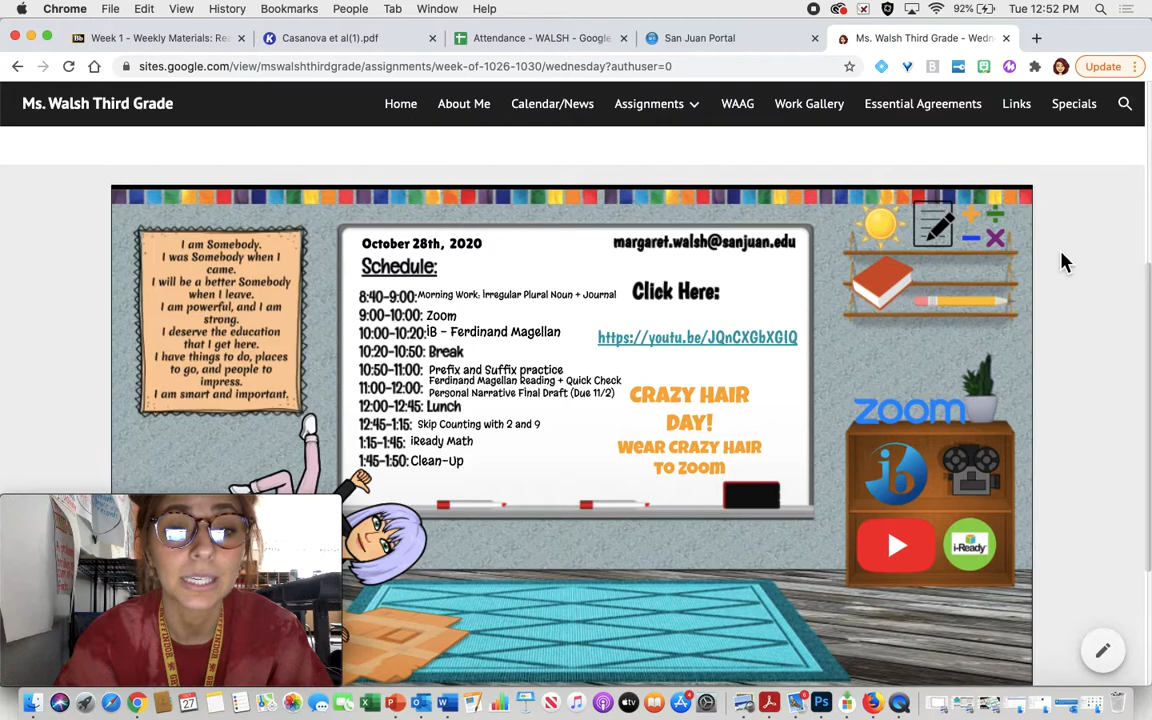 Chrome File Edit View History Bookmarks People Tab Window Help 92% Tue 12:52 PM
Week 1 - Weekly Materials: Re
Casanova et al(1).pdf
Attendance - WALSH - Google
San Juan Portal
Ms. Walsh Third Grade - Wedn
sites.google.com/view/mswalshthirdgrade/assignments/week-of-1026-1030/wednesday?authuser=0
Update
Ms. Walsh Third Grade
Home About Me Calendar/News Assignments WAAG Work Gallery Essential Agreements Links Specials
I am Somebody.
I was Somebody when I
came.
I will be a better Somebody
when I leave.
I am powerful, and I am
strong.
I deserve the education
that I get here.
I have things to do, places
to go, and people to
impress.
I am smart and important.
October 28th, 2020
margaret.walsh@sanjuan.edu
Schedule:
8:40-9:00: Morning Work: Irregular Plural Noun + Journal
9:00-10:00: Zoom
10:00-10:20: iB - Ferdinand Magellan
10:20-10:50: Break
10:50-11:00: Prefix and Suffix practice
11:00-12:00: Ferdinand Magellan Reading + Quick Check
Personal Narrative Final Draft (Due 11/2)
12:00-12:45: Lunch
12:45-1:15: Skip Counting with 2 and 9
1:15-1:45: iReady Math
1:45-1:50: Clean-Up
Click Here:
https://youtu.be/JQnCXGbXGIQ
CRAZY HAIR
DAY!
WEAR CRAZY HAIR
TO ZOOM
zoom
ib
i-Ready